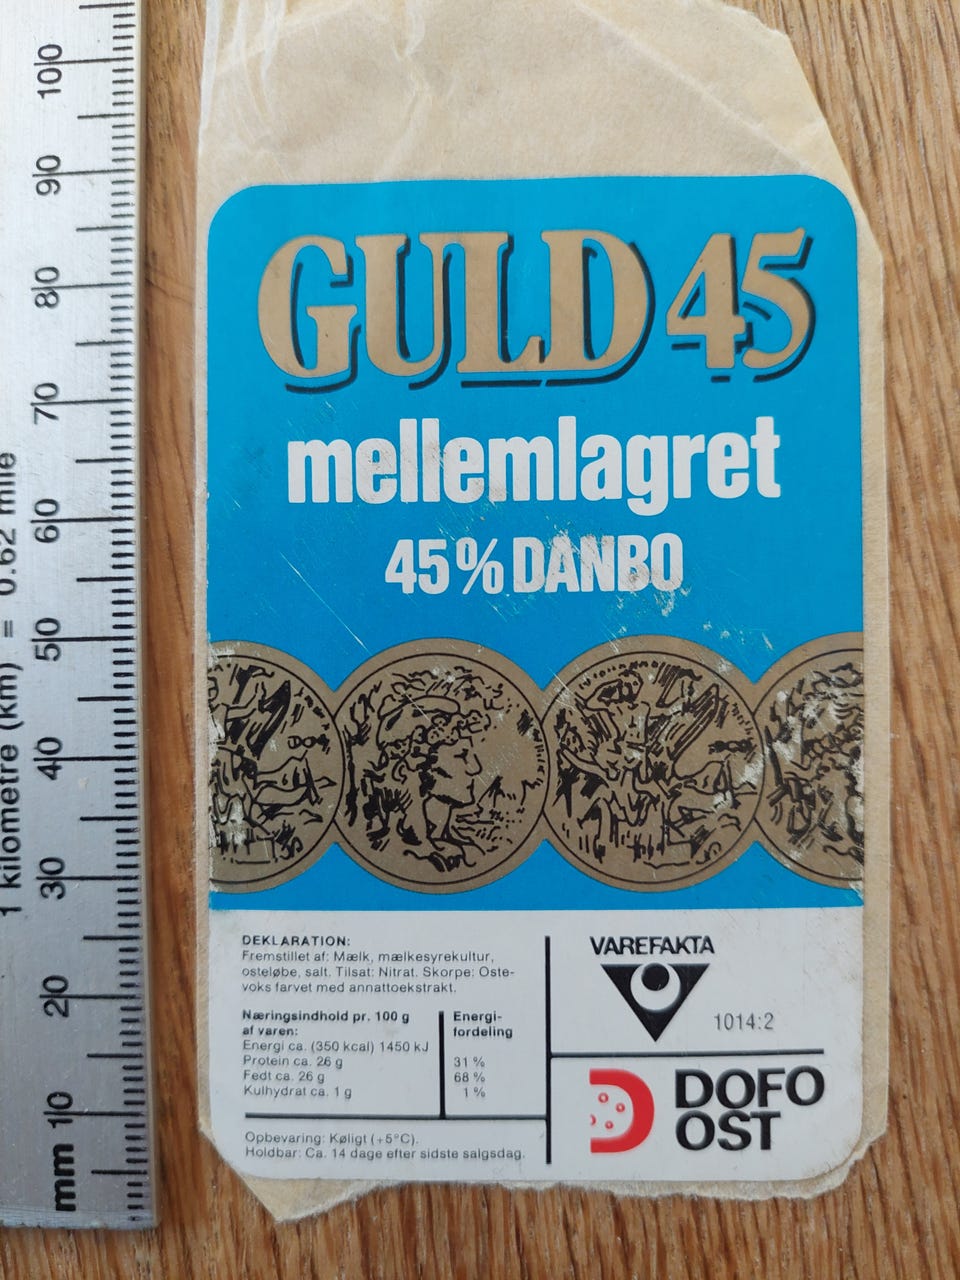 100
90
80
70
60
50
40
30
20
mm 10
1 kilometre (km) = 0.62 mile
GULD 45
mellemlagret
45% DANBO
DEKLARATION:
Fremstillet af: Mælk, mælkesyrekultur,
osteløbe, salt. Tilsat: Nitrat. Skorpe: Oste-
voks farvet med annattoekstrakt.
Næringsindhold pr. 100 g
af varen:
Energi ca. (350 kcal) 1450 kJ
Protein ca. 26 g
Fedt ca. 26 g
Kulhydrat ca. 1 g
Energi-
fordeling
31 %
68 %
1 %
Opbevaring: Køligt (+5°C).
Holdbar: Ca. 14 dage efter sidste salgsdag.
VAREFAKTA
1014:2
DOFO
OST